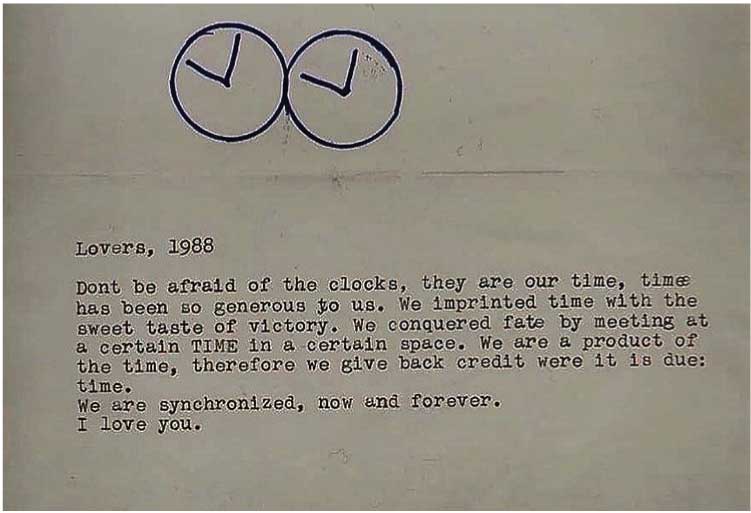 Lovers, 1988
Dont be afraid of the clocks, they are our time, time
has been so generous to us. We imprinted time with the
sweet taste of victory. We conquered fate by meeting at
a certain TIME in a certain space. We are a product of
the time, therefore we give back credit were it is due:
time.
We are synchronized, now and forever.
I love you.